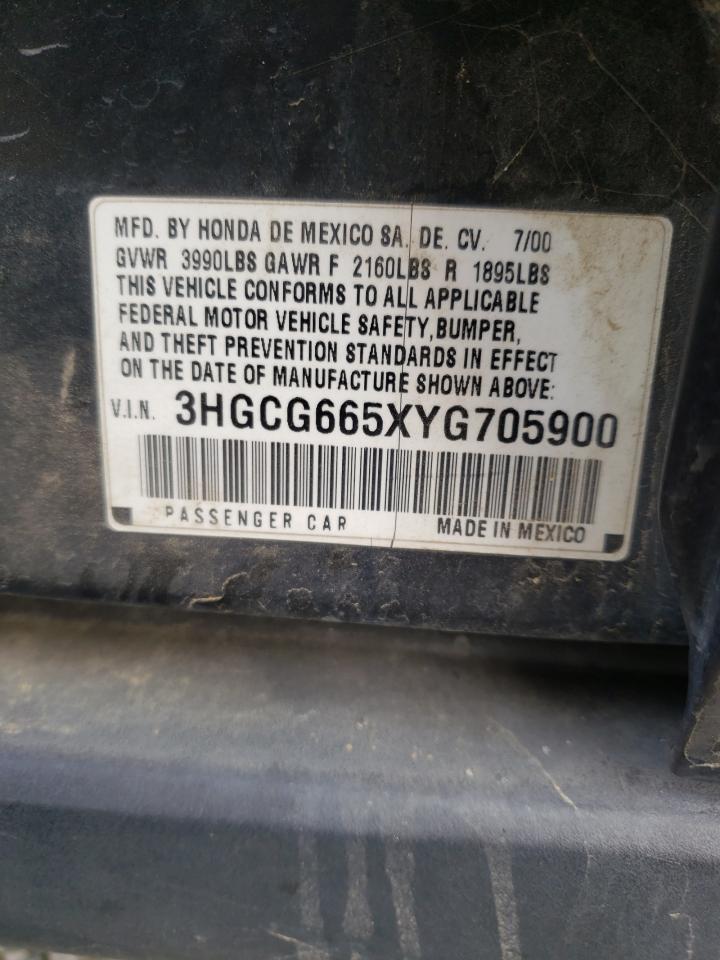 MFD. BY HONDA DE MEXICO SA. DE. CV. 7/00
GVWR 3990LBS GAWR F 2160LBS R 1895LBS
THIS VEHICLE CONFORMS TO ALL APPLICABLE
FEDERAL MOTOR VEHICLE SAFETY,BUMPER,
AND THEFT PREVENTION STANDARDS IN EFFECT
ON THE DATE OF MANUFACTURE SHOWN ABOVE:
V.I.N. 3HGCG665XYG705900
PASSENGER CAR MADE IN MEXICO